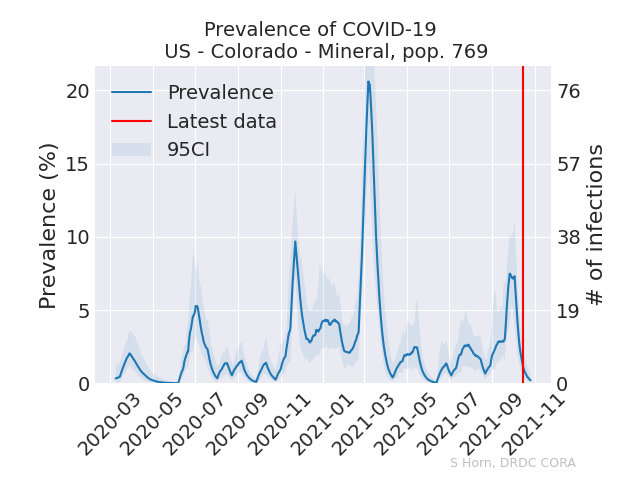 Prevalence of COVID-19
US - Colorado - Mineral, pop. 769
Prevalence
Latest data
95CI
Prevalence (%)
20
15
10
5
0
76
57
38
19
0
# of infections
2020-03
2020-05
2020-07
2020-09
2020-11
2021-01
2021-03
2021-05
2021-07
2021-09
2021-11
S Horn, DRDC CORA